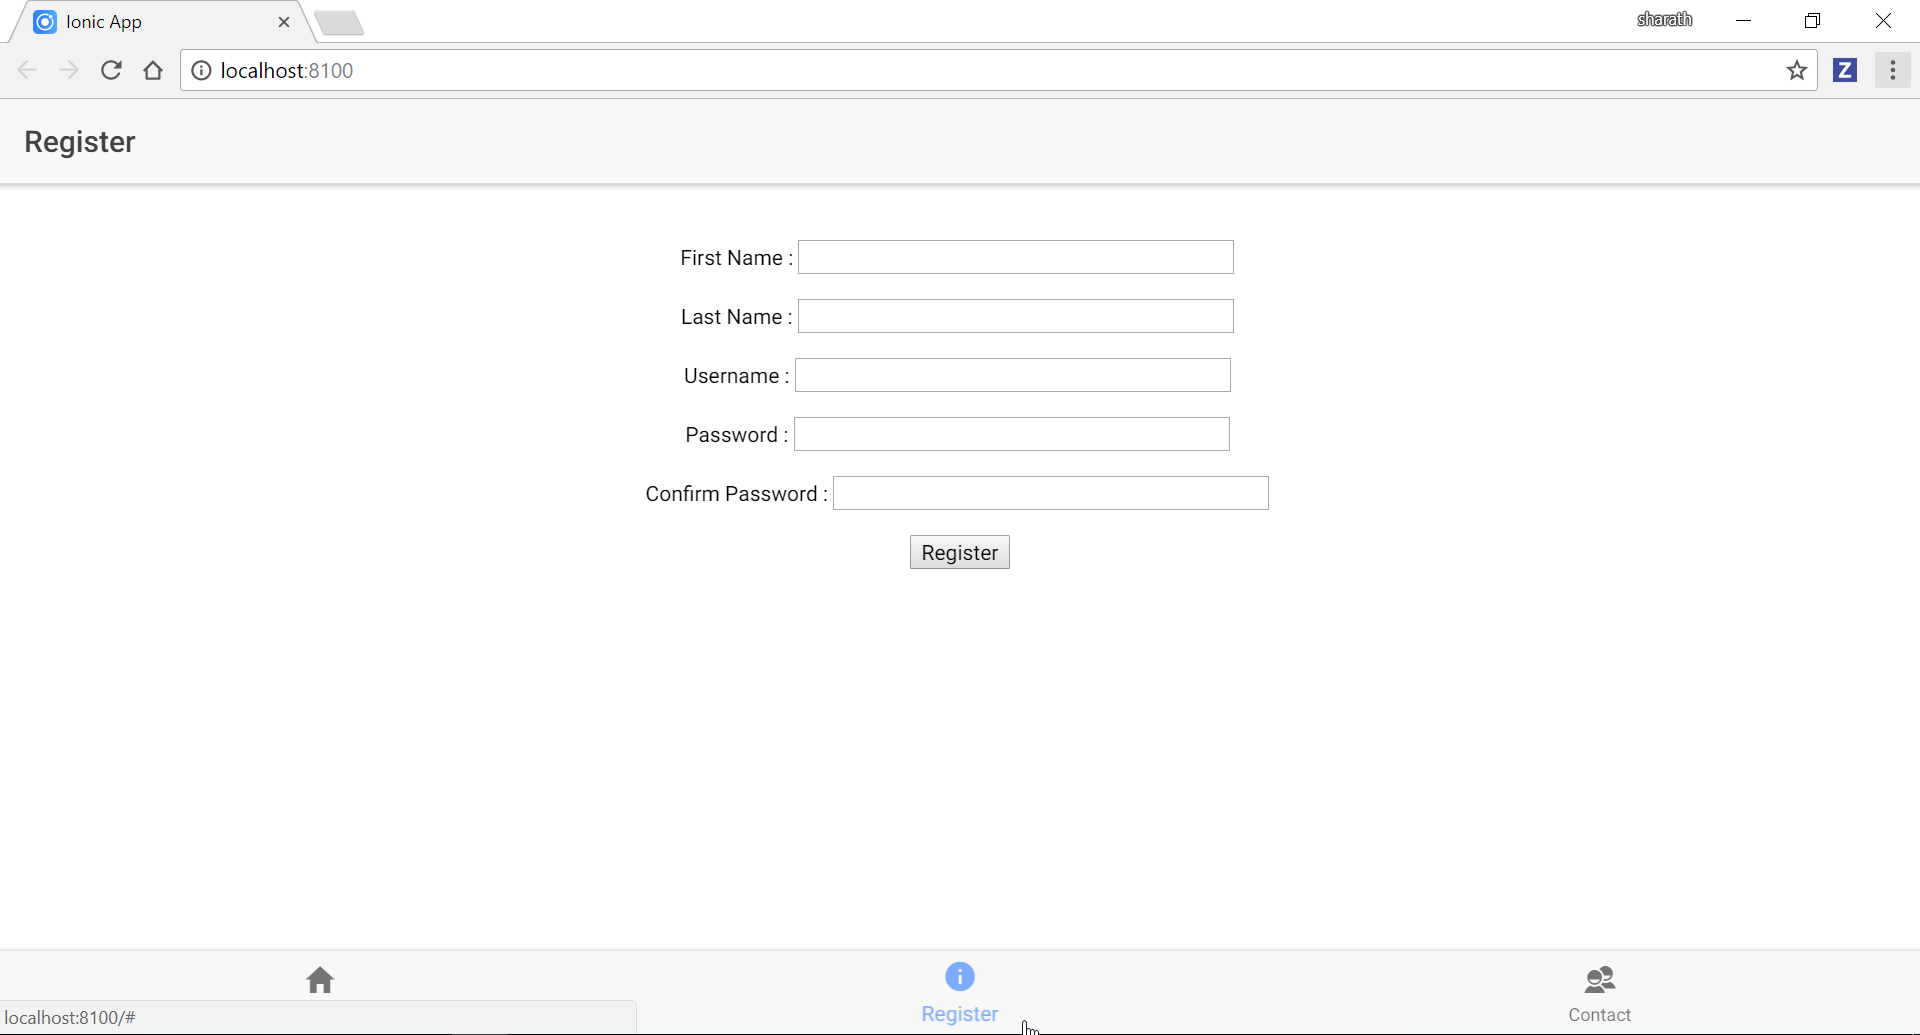 Ionic App
sharath
localhost:8100
Z
Register
First Name :
Last Name :
Username :
Password :
Confirm Password :
Register
Register
Contact
localhost:8100/#